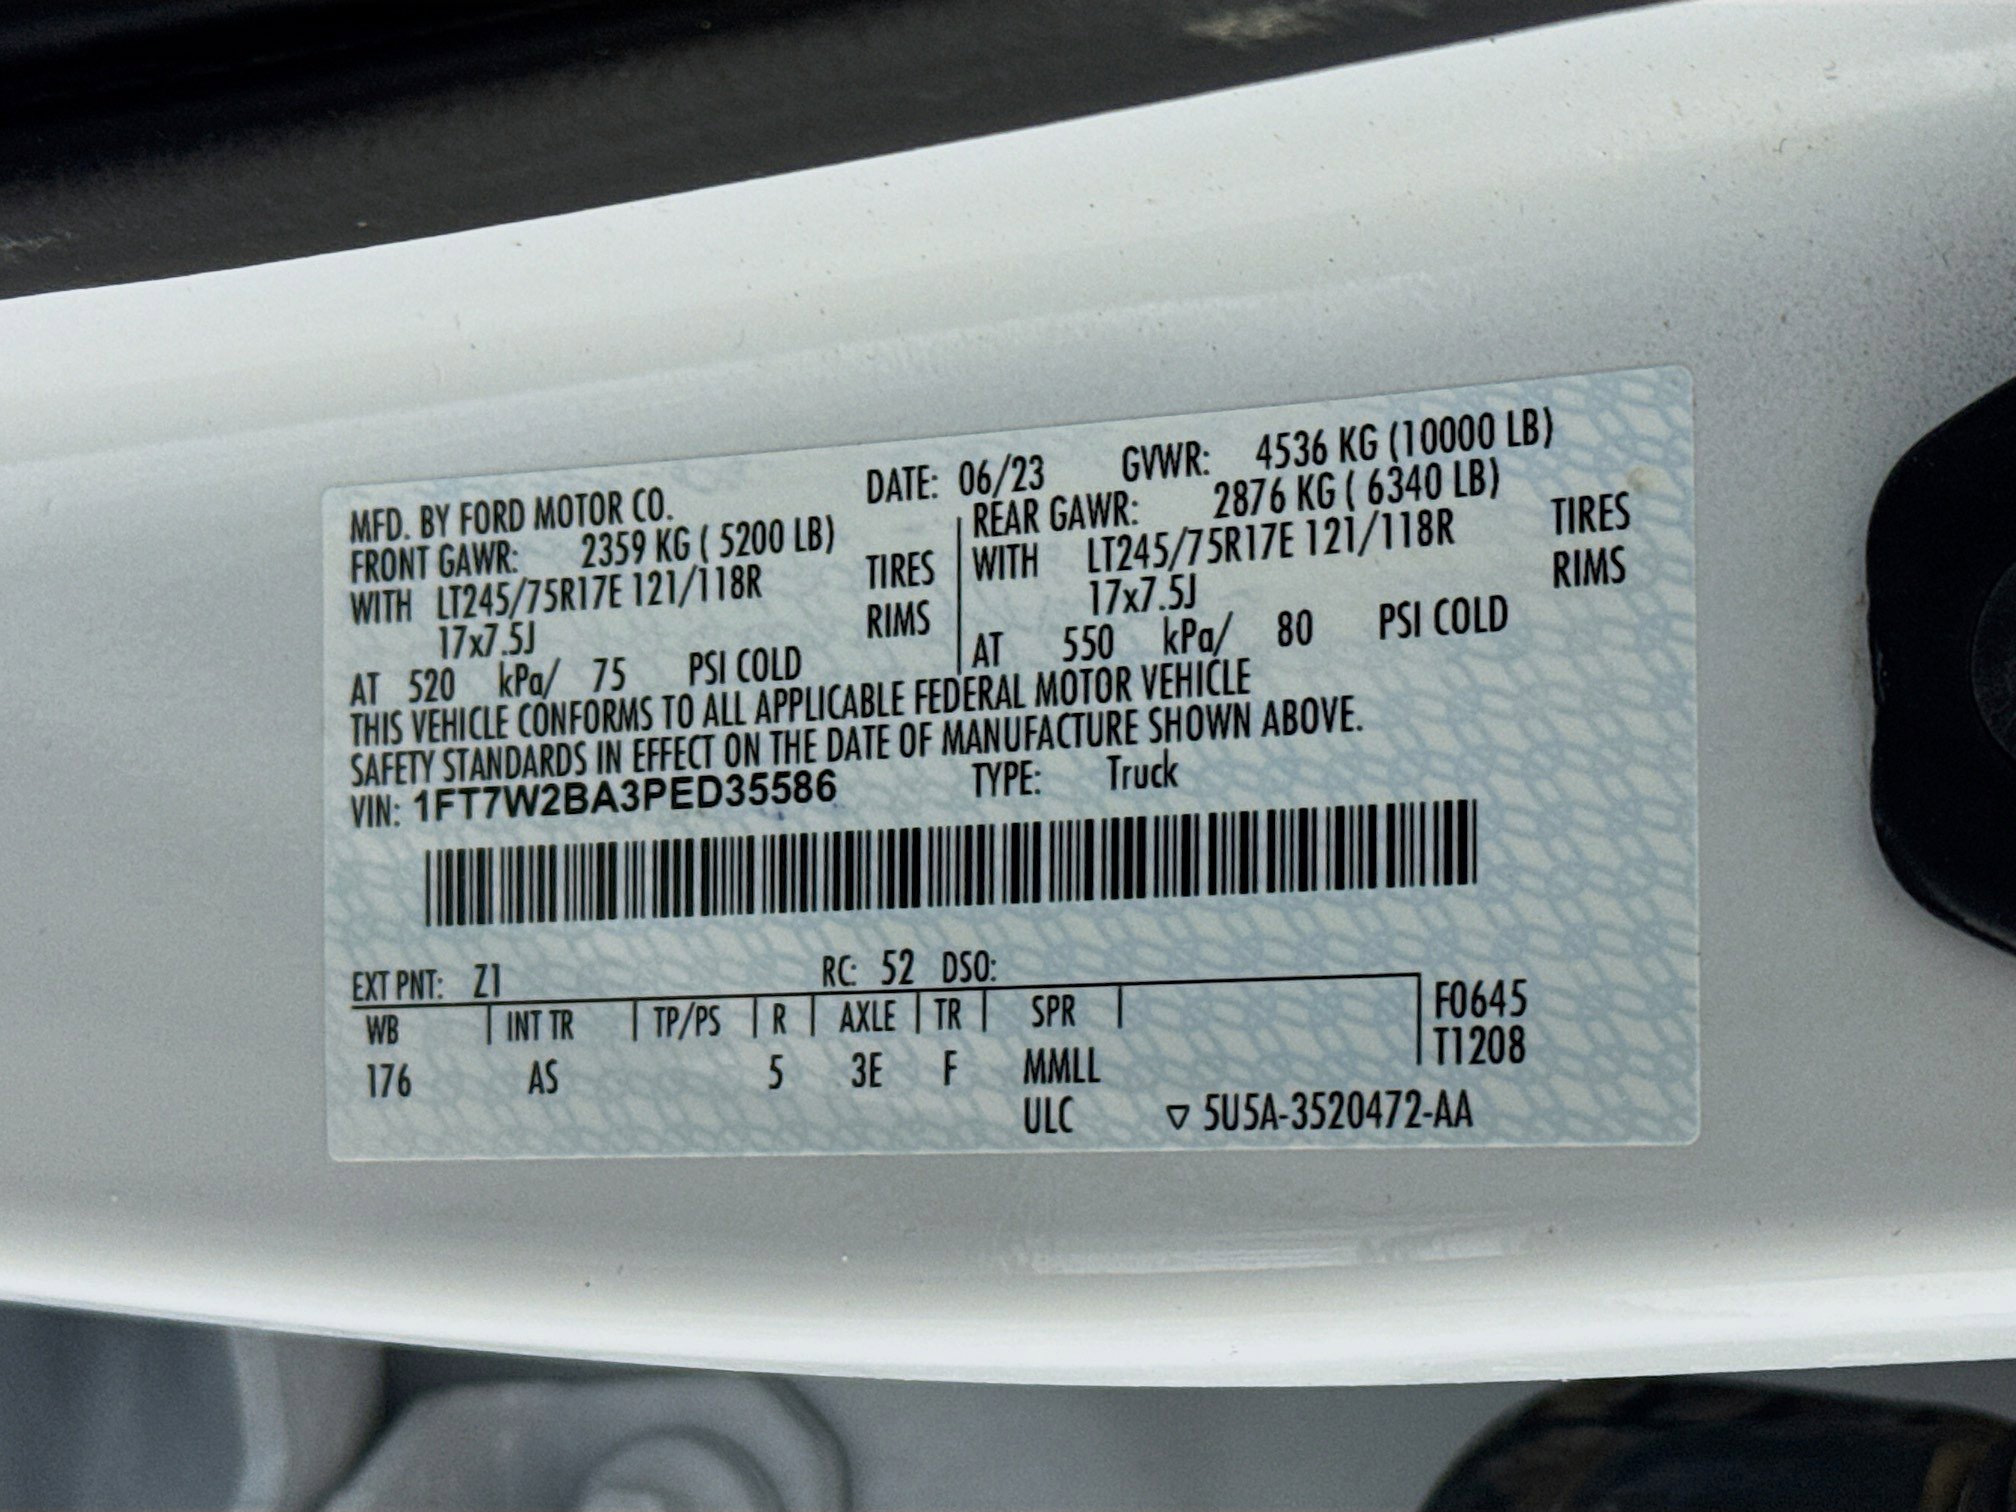 MFD. BY FORD MOTOR CO. DATE: 06/23 GVWR: 4536 KG (10000 LB)
FRONT GAWR: 2359 KG ( 5200 LB) REAR GAWR: 2876 KG ( 6340 LB)
WITH LT245/75R17E 121/118R TIRES WITH LT245/75R17E 121/118R TIRES
17x7.5J RIMS 17x7.5J RIMS
AT 520 kPa/ 75 PSI COLD AT 550 kPa/ 80 PSI COLD
THIS VEHICLE CONFORMS TO ALL APPLICABLE FEDERAL MOTOR VEHICLE
SAFETY STANDARDS IN EFFECT ON THE DATE OF MANUFACTURE SHOWN ABOVE.
VIN: 1FT7W2BA3PED35586 TYPE: Truck
EXT PNT: Z1 RC: 52 DSO:
WB | INT TR | TP/PS | R | AXLE | TR | SPR | F0645
176 AS 5 3E F MMLL T1208
ULC ▽ 5U5A-3520472-AA